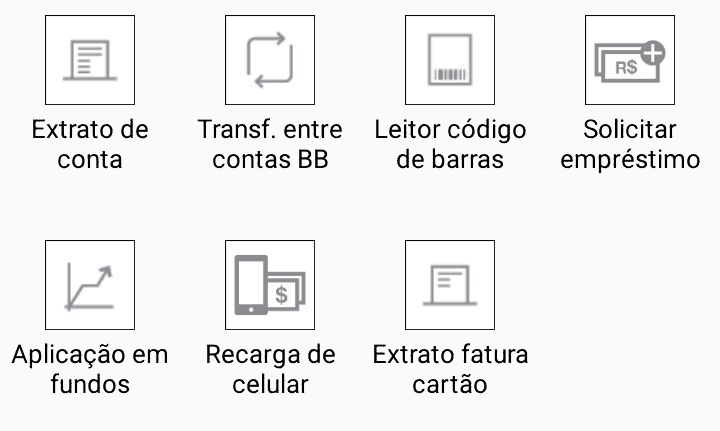 Extrato de
conta
Transf. entre
contas BB
Leitor código
de barras
R$
Solicitar
empréstimo
Aplicação em
fundos
$
Recarga de
celular
Extrato fatura
cartão